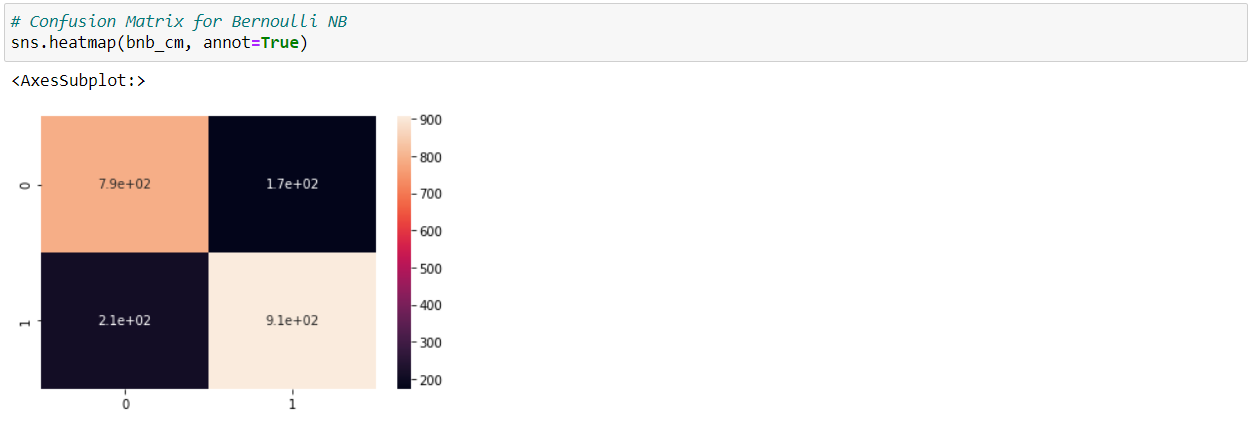 # Confusion Matrix for Bernoulli NB
sns.heatmap(bnb_cm, annot=True)
<AxesSubplot:>
900
800
700
600
500
400
300
200
0
7.9e+02 1.7e+02
1
2.1e+02 9.1e+02
0 1